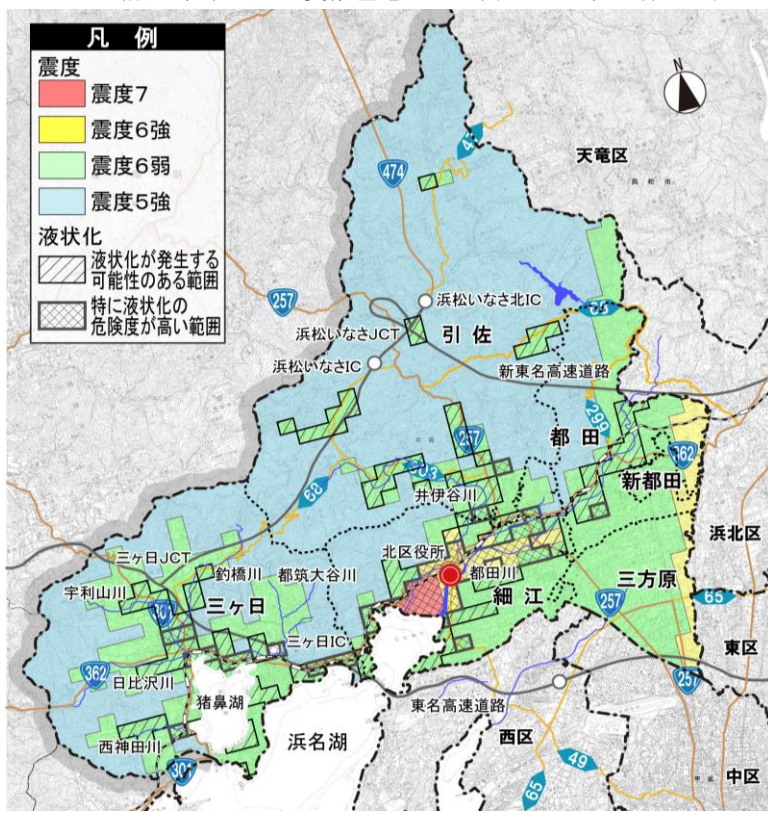 凡例
震度
震度7
震度6強
震度6弱
震度5強
液状化
液状化が発生する
可能性のある範囲
特に液状化の
危険度が高い範囲
N
天竜区
浜松市
47
474
257
浜松いなさ北IC
浜松いなさJCT
引佐
浜松いなさIC
新東名高速道路
299
都田
257
303
362
新都田
68
井伊谷川
浜北区
北区役所
三ヶ日JCT
釣橋川
都筑大谷川
都田川
宇利山川
三ヶ日
細江
三方原
65
257
三ヶ日IC
東区
362
日比沢川
257
猪鼻湖
東名高速道路
西神田川
浜名湖
西区
301
49
中区
65